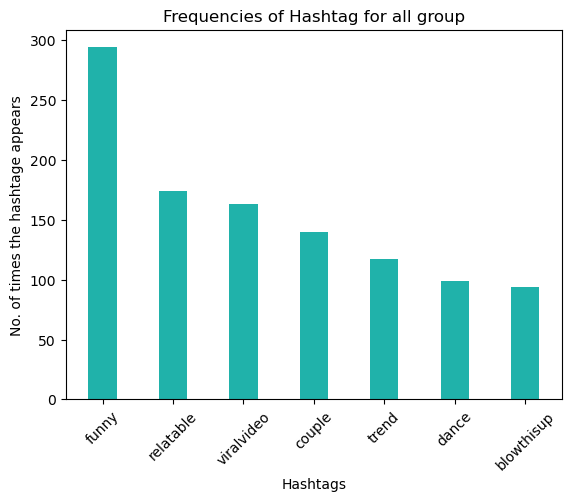 Frequencies of Hashtag for all group
No. of times the hashtage appears
300
250
200
150
100
50
0
funny
relatable
viralvideo
couple
trend
dance
blowthisup
Hashtags